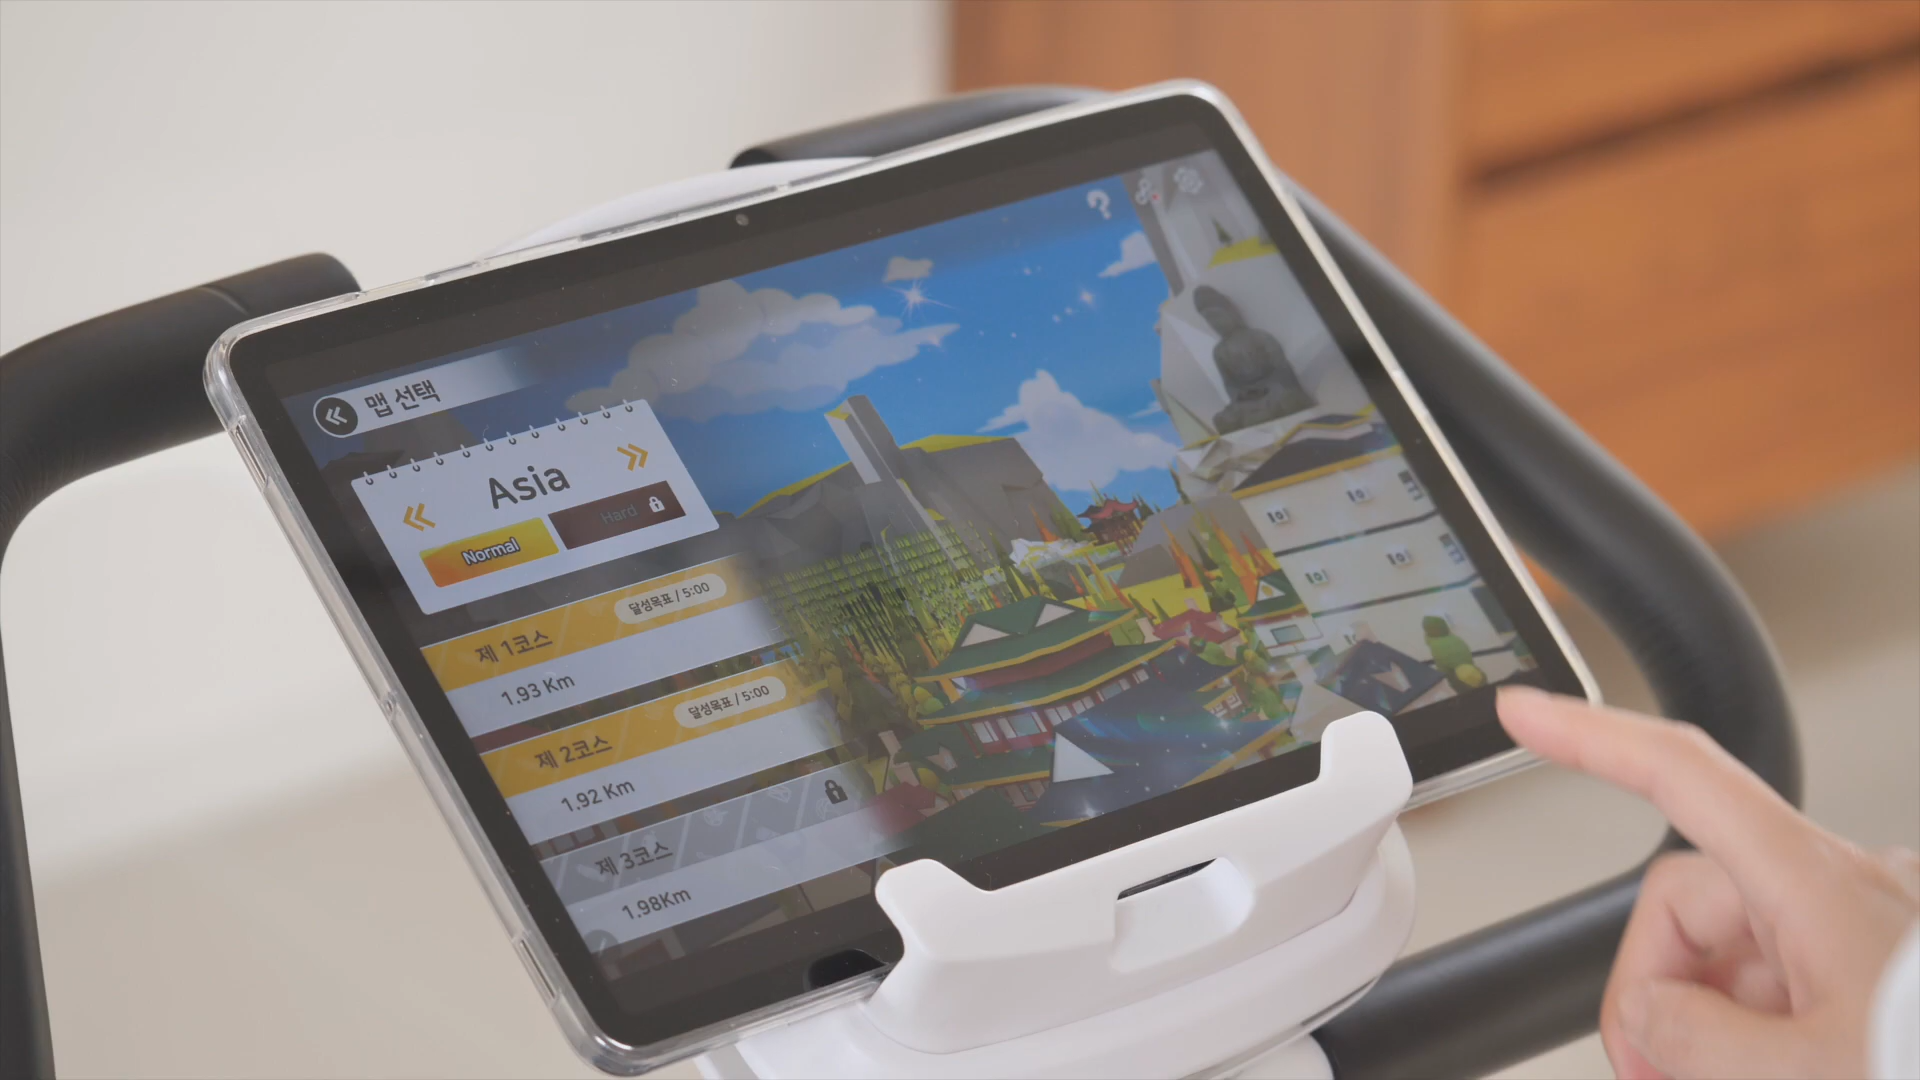 맵 선택
Asia
Normal
Hard
달성목표 / 5:00
제 1코스
1.93 Km
달성목표 / 5:00
제 2코스
1.92 Km
제 3코스
1.98Km